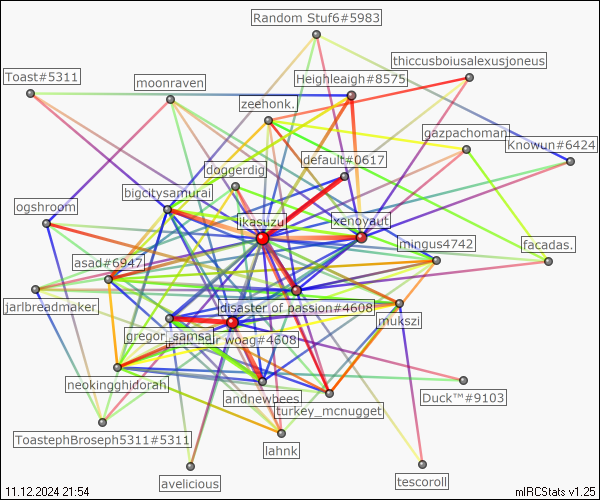 Random Stuf6#5983
thiccusboiusalexusjoneus
Toast#5311
moonraven
Heighleigh#8575
zeehonk.
gazpachoman
Knowun#6424
default#0617
doggerdig
bigcitysamurai
ogshroom
likasuzu
xenoyaut
mingus4742
facadas.
asad#6947
jarlbreadmaker
disaster of passion#4608
mukszi
gregor_samsa
woag#4608
neokingghidorah
andnewbees
turkey_mcnugget
Duck™#9103
ToastephBroseph5311#5311
lahnk
avelicious
tescoroll
11.12.2024 21:54
mIRCStats v1.25